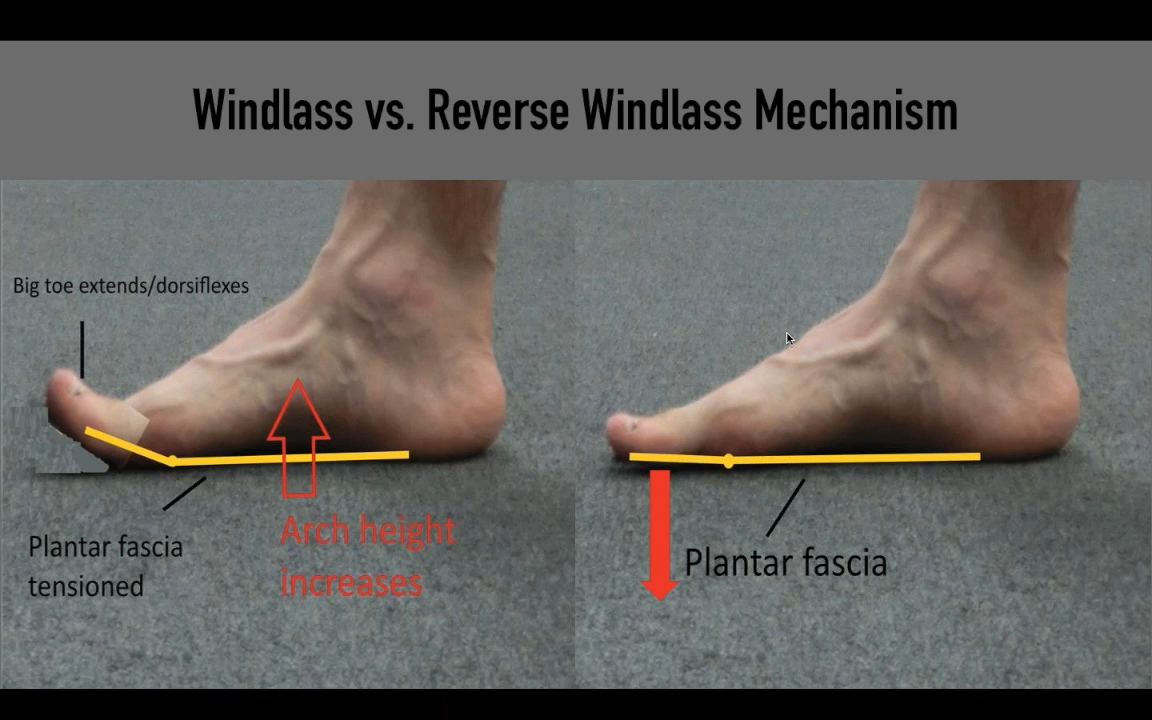 Windlass vs. Reverse Windlass Mechanism
Big toe extends/dorsiflexes
Plantar fascia
tensioned
Arch height
increases
Plantar fascia